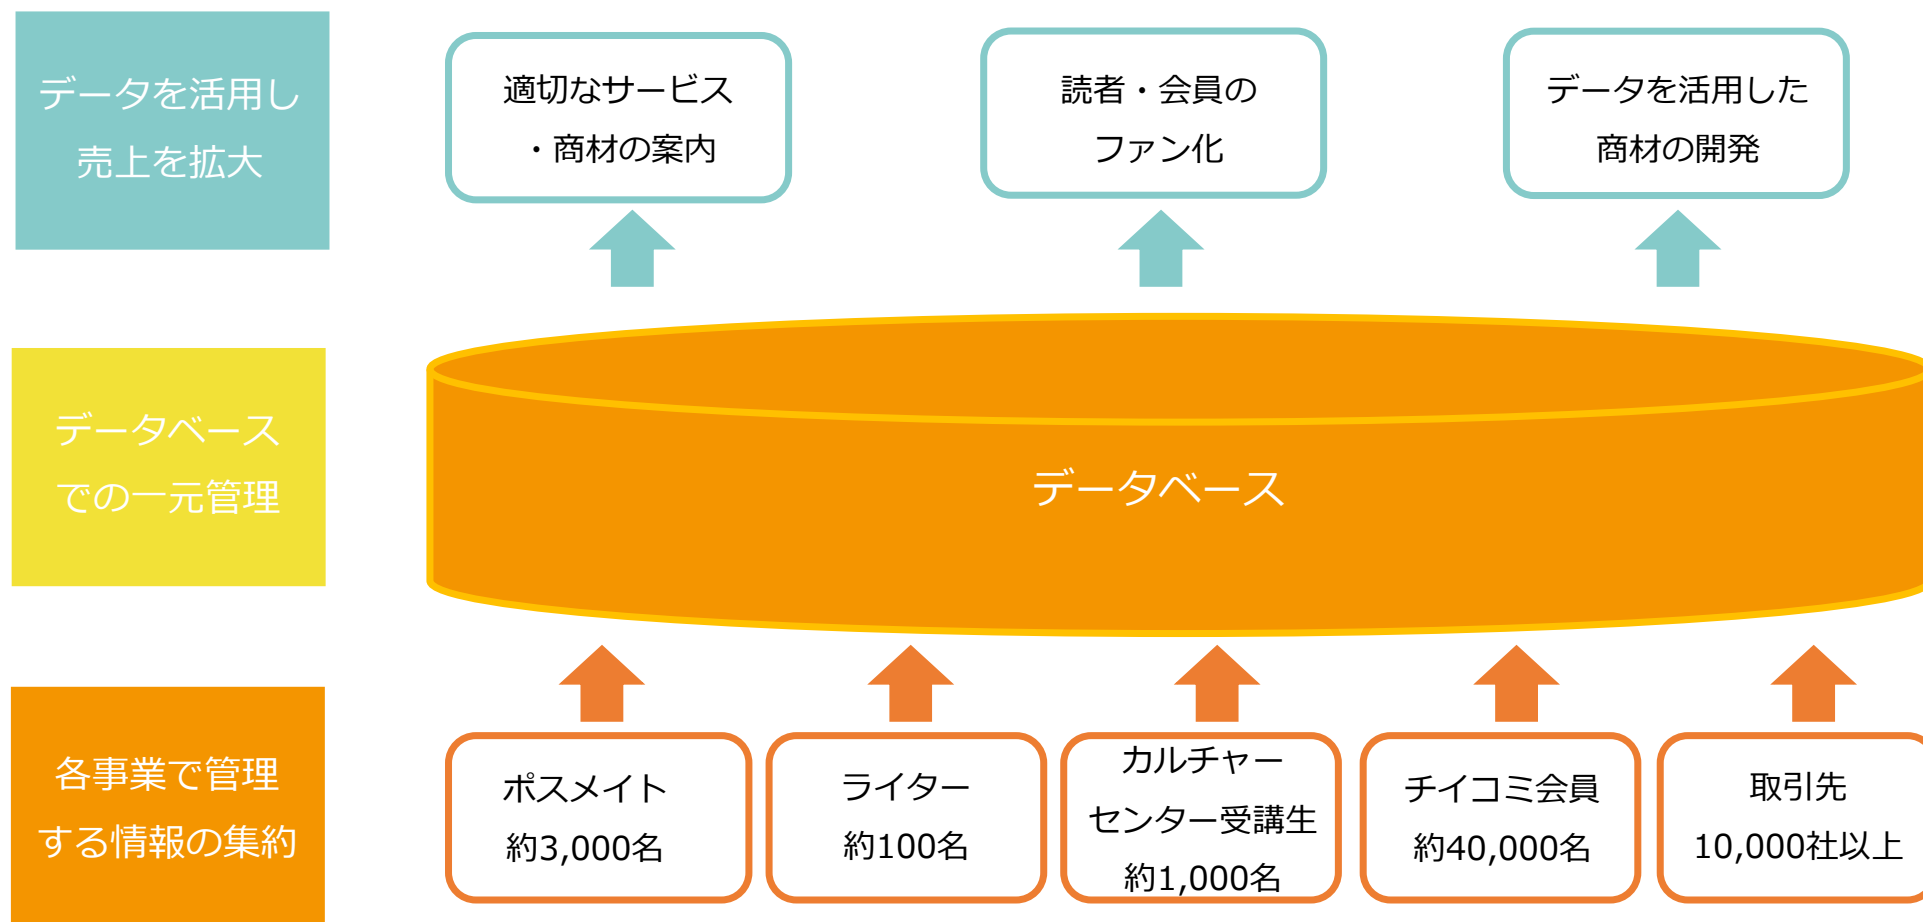 データを活用し
売上を拡大
適切なサービス
・商材の案内
読者・会員の
ファン化
データを活用した
商材の開発
データベース
での一元管理
データベース
各事業で管理
する情報の集約
ポスメイト
約3,000名
ライター
約100名
カルチャー
センター受講生
約1,000名
チイコミ会員
約40,000名
取引先
10,000社以上